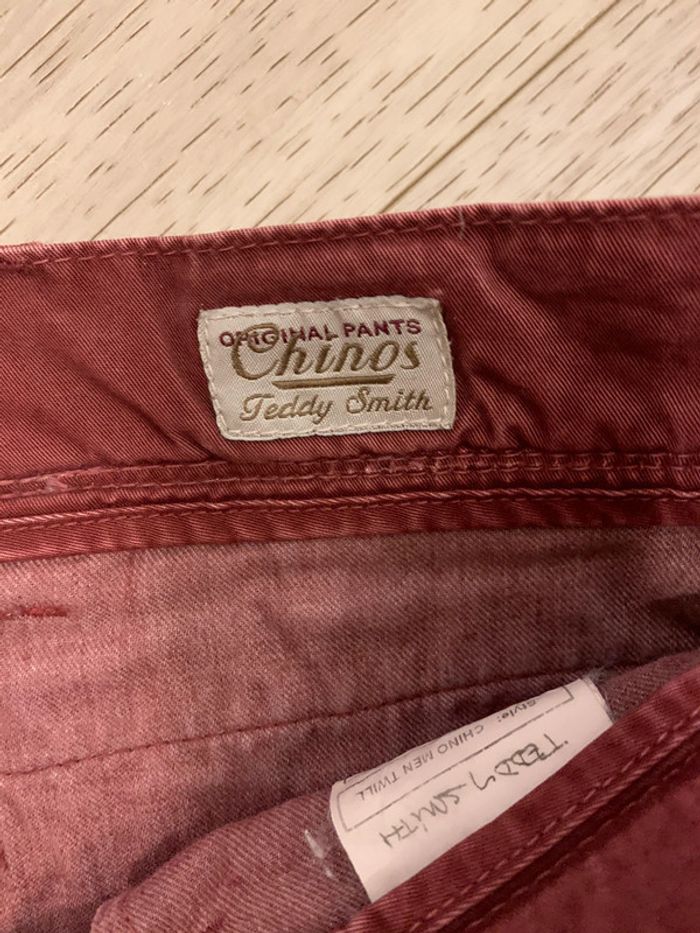 ORIGINAL PANTS
Chinos
Teddy Smith
Style: CHINO MEN TWILL
TEDDY SMITH